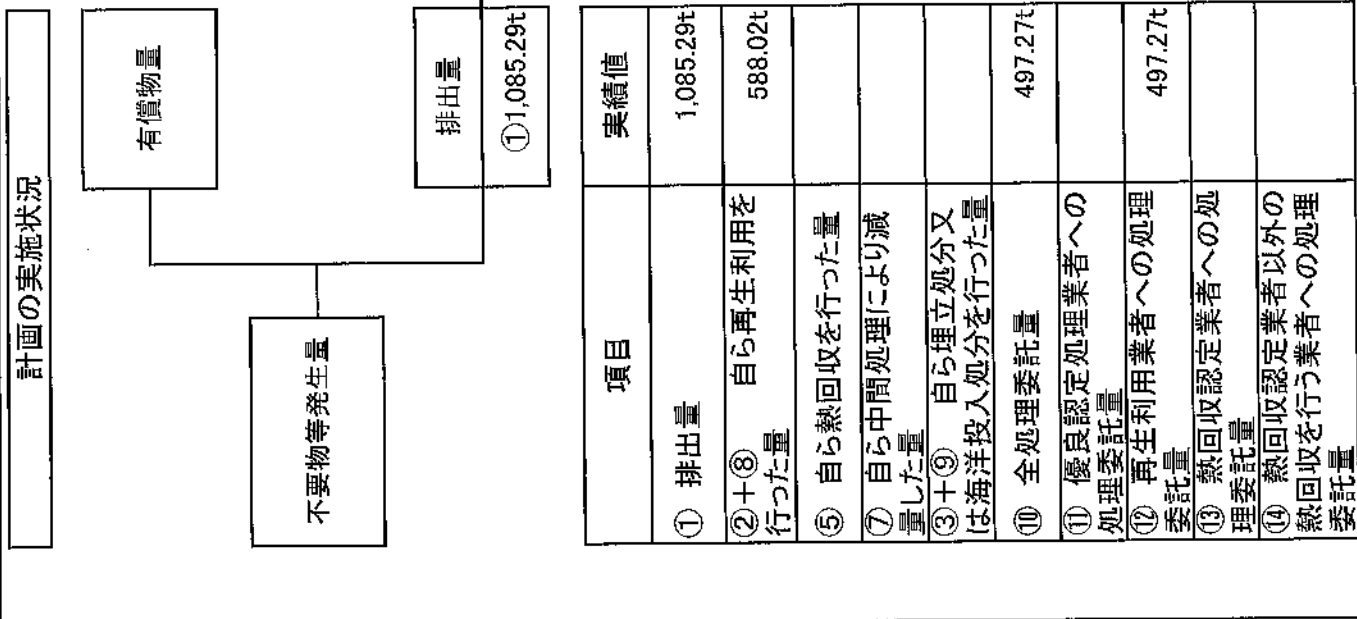 計画の実施状況
不要物等発生量
有償物量
排出量
①1,085.29t
項目
実績値
① 排出量
1,085.29t
②+⑧ 自ら再生利用を
行った量
588.02t
⑤ 自ら熱回収を行った量
⑦ 自ら中間処理により減
量した量
③+⑨ 自ら埋立処分又
は海洋投入処分を行った量
⑩ 全処理委託量
497.27t
⑪ 優良認定処理業者への
処理委託量
⑫ 再生利用業者への処理
委託量
497.27t
⑬ 熱回収認定業者への処
理委託量
⑭ 熱回収認定業者以外の
熱回収を行う業者への処理
委託量